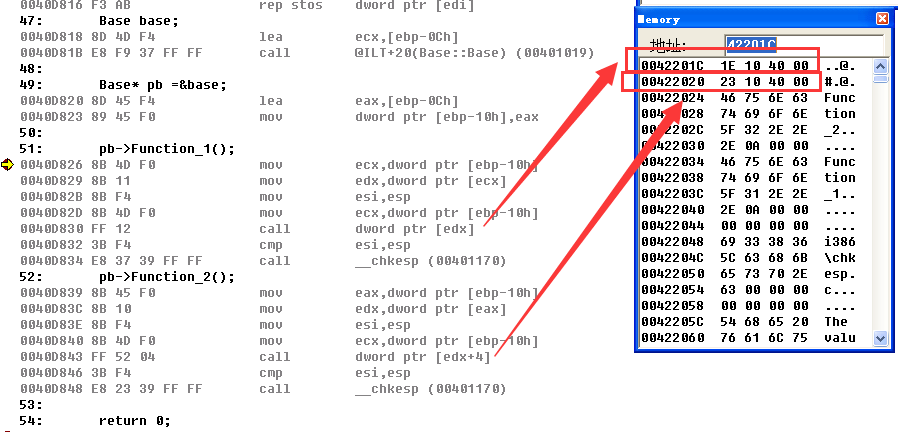 0040D816 F3 AB rep stos dword ptr [edi]
47: Base base;
0040D818 8D 4D F4 lea ecx,[ebp-0Ch]
0040D81B E8 F9 37 FF FF call @ILT+20(Base::Base) (00401019)
48:
49: Base* pb =&base;
0040D820 8D 45 F4 lea eax,[ebp-0Ch]
0040D823 89 45 F0 mov dword ptr [ebp-10h],eax
50:
51: pb->Function_1();
0040D826 8B 4D F0 mov ecx,dword ptr [ebp-10h]
0040D829 8B 11 mov edx,dword ptr [ecx]
0040D82B 8B F4 mov esi,esp
0040D82D 8B 4D F0 mov ecx,dword ptr [ebp-10h]
0040D830 FF 12 call dword ptr [edx]
0040D832 3B F4 cmp esi,esp
0040D834 E8 37 39 FF FF call __chkesp (00401170)
52: pb->Function_2();
0040D839 8B 45 F0 mov eax,dword ptr [ebp-10h]
0040D83C 8B 10 mov edx,dword ptr [eax]
0040D83E 8B F4 mov esi,esp
0040D840 8B 4D F0 mov ecx,dword ptr [ebp-10h]
0040D843 FF 52 04 call dword ptr [edx+4]
0040D846 3B F4 cmp esi,esp
0040D848 E8 23 39 FF FF call __chkesp (00401170)
53:
54: return 0;
Memory
地址: 42201C
0042201C 1E 10 40 00 ..@.
00422020 23 10 40 00 #.@.
00422024 46 75 6E 63 Func
00422028 74 69 6F 6E tion
0042202C 5F 32 2E 2E _2..
00422030 2E 0A 00 00 ....
00422034 46 75 6E 63 Func
00422038 74 69 6F 6E tion
0042203C 5F 31 2E 2E _1..
00422040 2E 0A 00 00 ....
00422044 00 00 00 00 ....
00422048 69 33 38 36 i386
0042204C 5C 63 68 6B \chk
00422050 65 73 70 2E esp.
00422054 63 00 00 00 c...
00422058 00 00 00 00 ....
0042205C 54 68 65 20 The
00422060 76 61 6C 75 valu